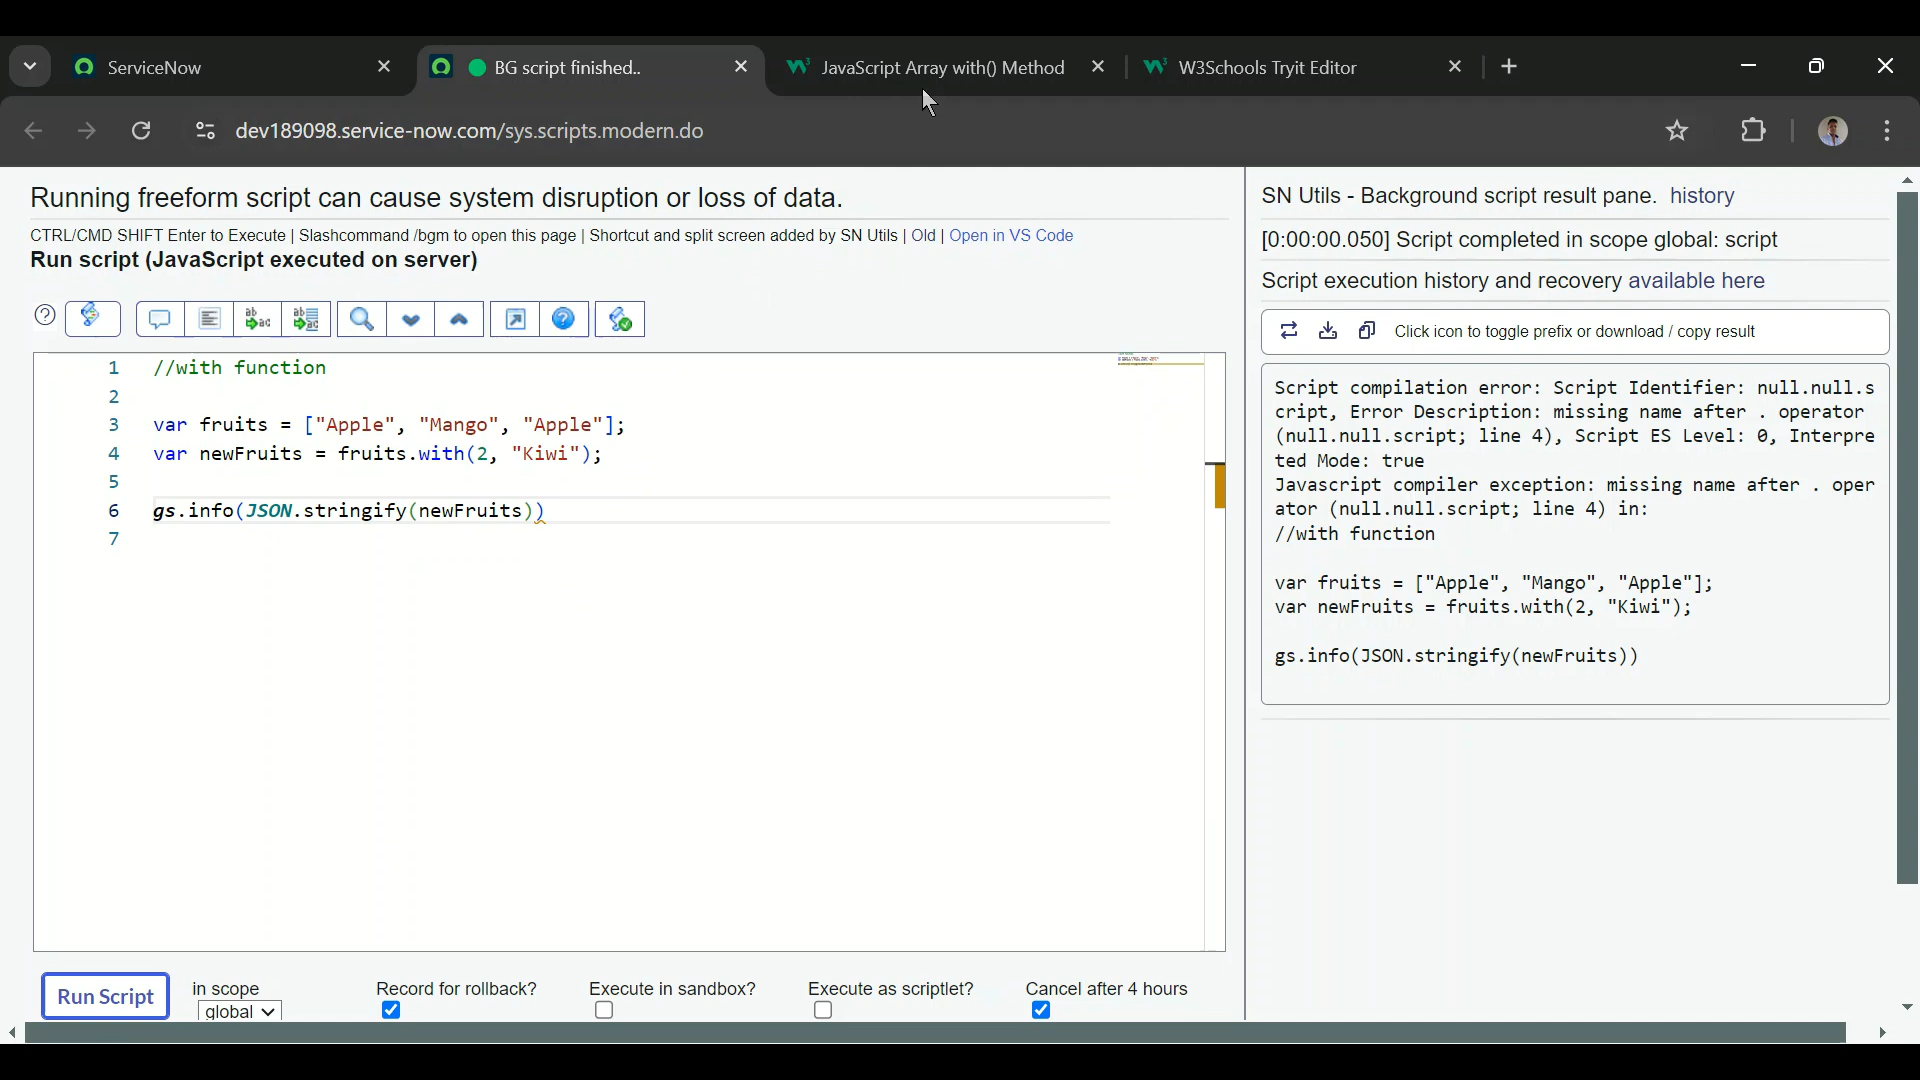 ServiceNow
BG script finished..
JavaScript Array with() Method
W3Schools Tryit Editor
dev189098.service-now.com/sys.scripts.modern.do
Running freeform script can cause system disruption or loss of data.
CTRL/CMD SHIFT Enter to Execute | Slashcommand /bgm to open this page | Shortcut and split screen added by SN Utils | Old | Open in VS Code
Run script (JavaScript executed on server)
1 //with function
2
3 var fruits = ["Apple", "Mango", "Apple"];
4 var newFruits = fruits.with(2, "Kiwi");
5
6 gs.info(JSON.stringify(newFruits))
7
Run Script
in scope
global
Record for rollback?
Execute in sandbox?
Execute as scriptlet?
Cancel after 4 hours
SN Utils - Background script result pane. history
[0:00:00.050] Script completed in scope global: script
Script execution history and recovery available here
Click icon to toggle prefix or download / copy result
Script compilation error: Script Identifier: null.null.s
cript, Error Description: missing name after . operator
(null.null.script; line 4), Script ES Level: 0, Interpre
ted Mode: true
Javascript compiler exception: missing name after . oper
ator (null.null.script; line 4) in:
//with function
var fruits = ["Apple", "Mango", "Apple"];
var newFruits = fruits.with(2, "Kiwi");
gs.info(JSON.stringify(newFruits))